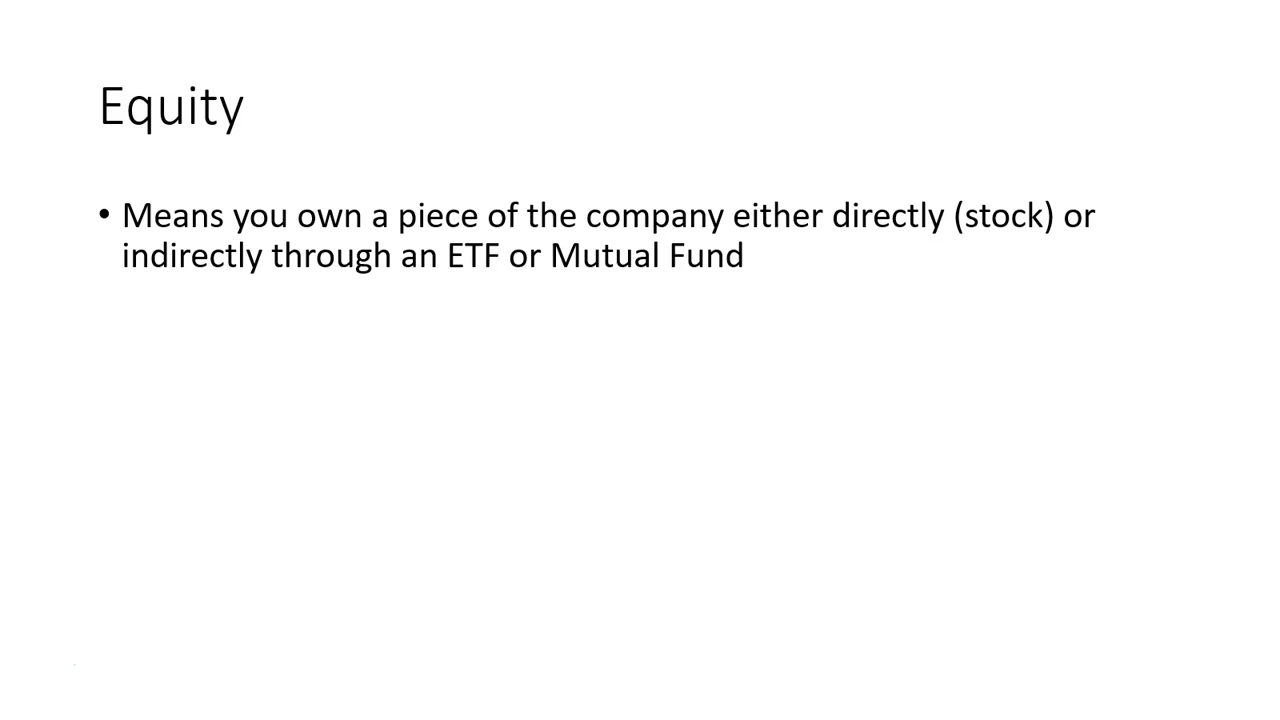 Equity
• Means you own a piece of the company either directly (stock) or
indirectly through an ETF or Mutual Fund